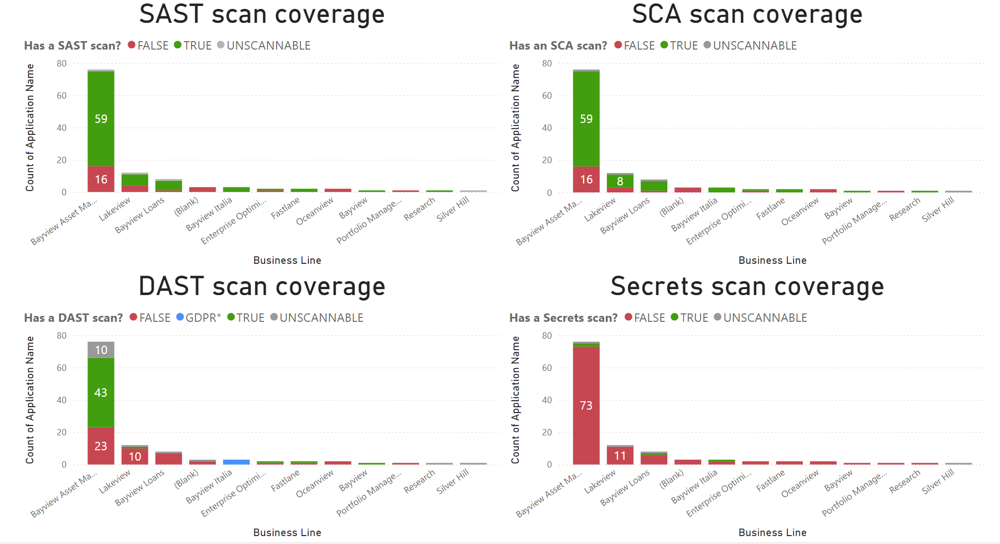 SAST scan coverage
Has a SAST scan? FALSE TRUE UNSCANNABLE
Count of Application Name
80
60
40
20
0
59
16
Bayview Asset Ma...
Lakeview
Bayview Loans
(Blank)
Bayview Italia
Enterprise Optimi...
Fastlane
Oceanview
Bayview
Portfolio Manage...
Research
Silver Hill
Business Line
SCA scan coverage
Has an SCA scan? FALSE TRUE UNSCANNABLE
Count of Application Name
80
60
40
20
0
59
16
8
Bayview Asset Ma...
Lakeview
Bayview Loans
(Blank)
Bayview Italia
Enterprise Optimi...
Fastlane
Oceanview
Bayview
Portfolio Manage...
Research
Silver Hill
Business Line
DAST scan coverage
Has a DAST scan? FALSE GDPR* TRUE UNSCANNABLE
Count of Application Name
80
60
40
20
0
10
43
23
10
Bayview Asset Ma...
Lakeview
Bayview Loans
(Blank)
Bayview Italia
Enterprise Optimi...
Fastlane
Oceanview
Bayview
Portfolio Manage...
Research
Silver Hill
Business Line
Secrets scan coverage
Has a Secrets scan? FALSE TRUE UNSCANNABLE
Count of Application Name
80
60
40
20
0
73
11
Bayview Asset Ma...
Lakeview
Bayview Loans
(Blank)
Bayview Italia
Enterprise Optimi...
Fastlane
Oceanview
Bayview
Portfolio Manage...
Research
Silver Hill
Business Line